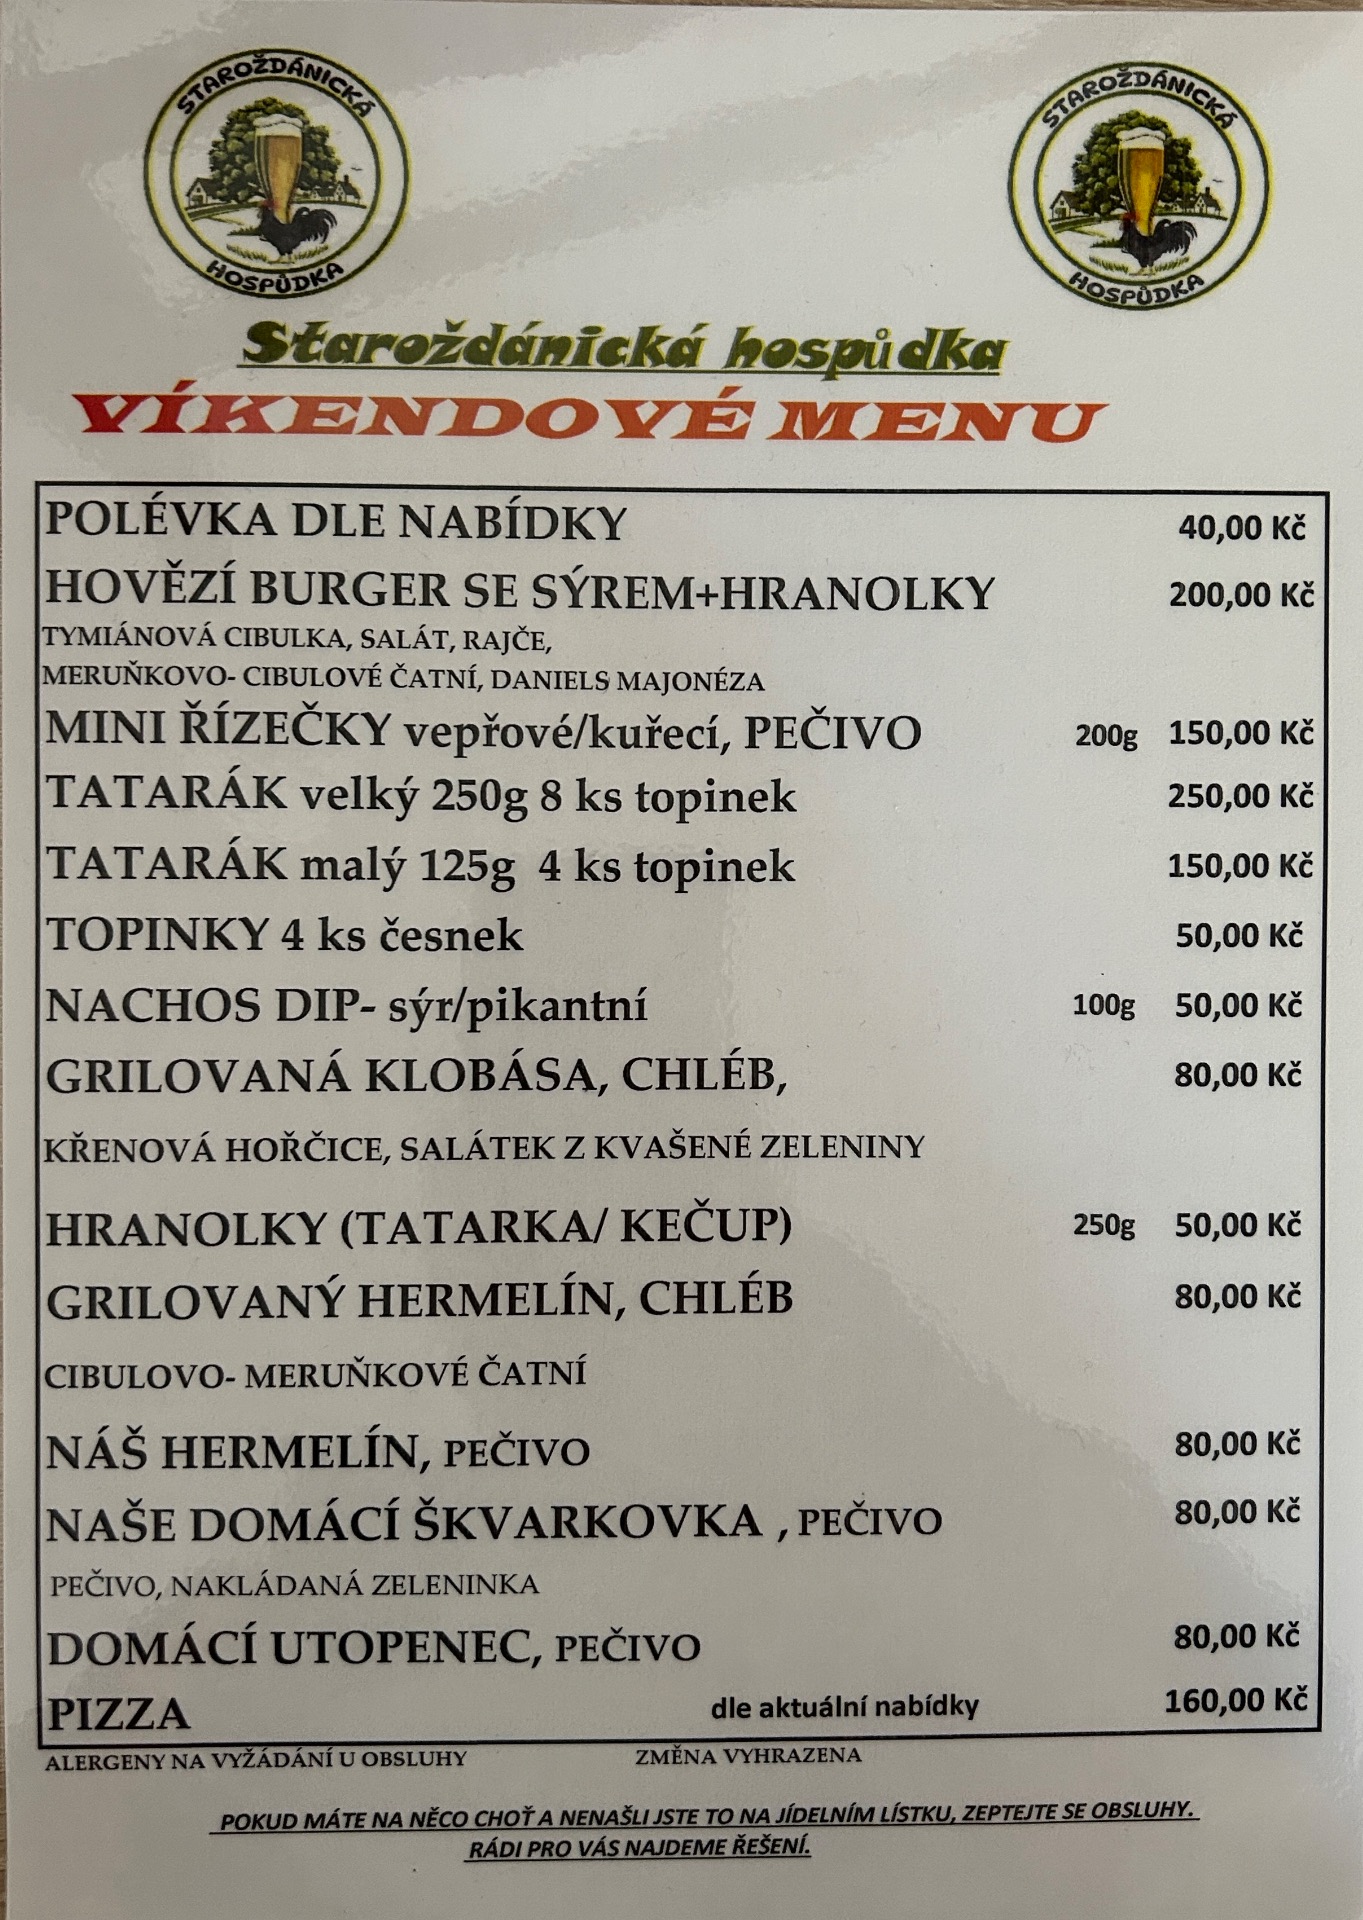 STAROŽDÁNICKÁ
HOSPŮDKA
STAROŽDÁNICKÁ
HOSPŮDKA
Staroždánická hospůdka
VÍKENDOVÉ MENU
POLÉVKA DLE NABÍDKY 40,00 Kč
HOVĚZÍ BURGER SE SÝREM+HRANOLKY 200,00 Kč
TYMIÁNOVÁ CIBULKA, SALÁT, RAJČE,
MERUŇKOVO- CIBULOVÉ ČATNÍ, DANIELS MAJONÉZA
MINI ŘÍZEČKY vepřové/kuřecí, PEČIVO 200g 150,00 Kč
TATARÁK velký 250g 8 ks topinek 250,00 Kč
TATARÁK malý 125g 4 ks topinek 150,00 Kč
TOPINKY 4 ks česnek 50,00 Kč
NACHOS DIP- sýr/pikantní 100g 50,00 Kč
GRILOVANÁ KLOBÁSA, CHLÉB, 80,00 Kč
KŘENOVÁ HOŘČICE, SALÁTEK Z KVAŠENÉ ZELENINY
HRANOLKY (TATARKA/ KEČUP) 250g 50,00 Kč
GRILOVANÝ HERMELÍN, CHLÉB 80,00 Kč
CIBULOVO- MERUŇKOVÉ ČATNÍ
NÁŠ HERMELÍN, PEČIVO 80,00 Kč
NAŠE DOMÁCÍ ŠKVARKOVKA , PEČIVO 80,00 Kč
PEČIVO, NAKLÁDANÁ ZELENINKA
DOMÁCÍ UTOPENEC, PEČIVO 80,00 Kč
PIZZA dle aktuální nabídky 160,00 Kč
ALERGENY NA VYŽÁDÁNÍ U OBSLUHY ZMĚNA VYHRAZENA
POKUD MÁTE NA NĚCO CHOŤ A NENAŠLI JSTE TO NA JÍDELNÍM LÍSTKU, ZEPTEJTE SE OBSLUHY.
RÁDI PRO VÁS NAJDEME ŘEŠENÍ.